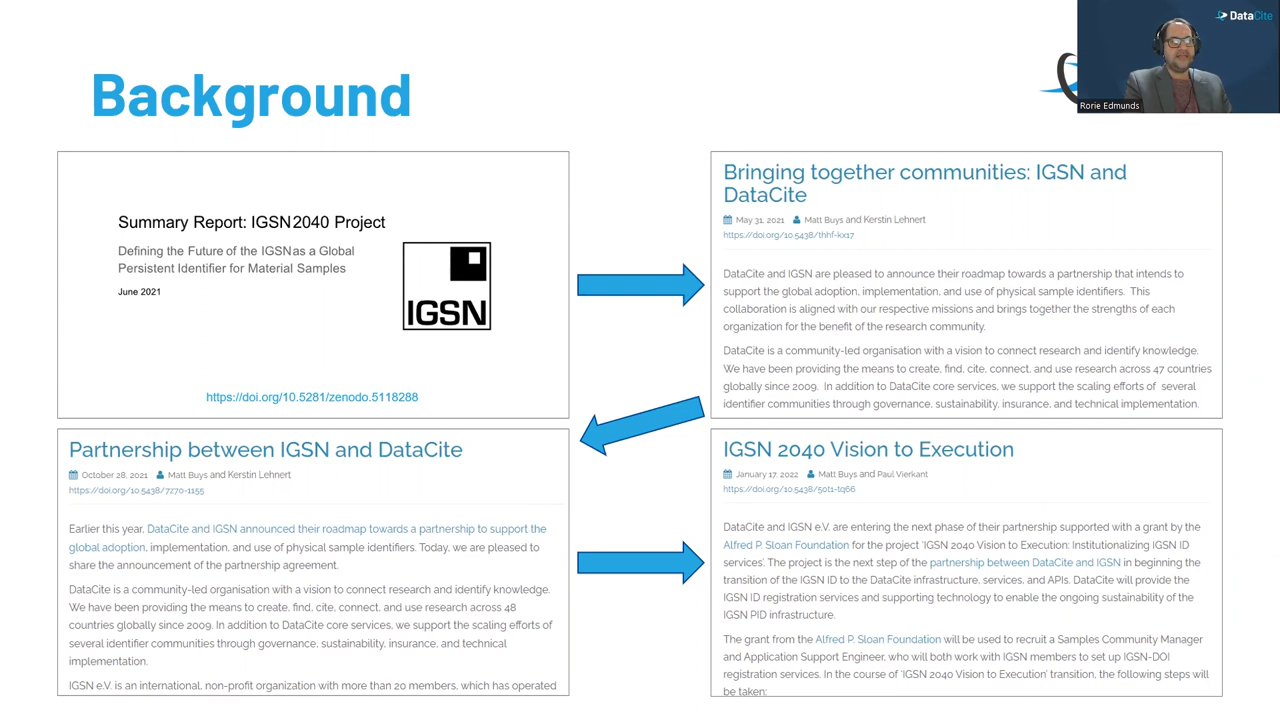 DataCite
Rorie Edmunds
Background
Summary Report: IGSN2040 Project
Defining the Future of the IGSN as a Global
Persistent Identifier for Material Samples
June 2021
IGSN
https://doi.org/10.5281/zenodo.5118288
Bringing together communities: IGSN and
DataCite
May 31, 2021 Matt Buys and Kerstin Lehnert
https://doi.org/10.5438/thhf-kx17
DataCite and IGSN are pleased to announce their roadmap towards a partnership that intends to
support the global adoption, implementation, and use of physical sample identifiers. This
collaboration is aligned with our respective missions and brings together the strengths of each
organization for the benefit of the research community.
DataCite is a community-led organisation with a vision to connect research and identify knowledge.
We have been providing the means to create, find, cite, connect, and use research across 47 countries
globally since 2009. In addition to DataCite core services, we support the scaling efforts of several
identifier communities through governance, sustainability, insurance, and technical implementation.
Partnership between IGSN and DataCite
October 28, 2021 Matt Buys and Kerstin Lehnert
https://doi.org/10.5438/7z70-1155
Earlier this year, DataCite and IGSN announced their roadmap towards a partnership to support the
global adoption, implementation, and use of physical sample identifiers. Today, we are pleased to
share the announcement of the partnership agreement.
DataCite is a community-led organisation with a vision to connect research and identify knowledge.
We have been providing the means to create, find, cite, connect, and use research across 48
countries globally since 2009. In addition to DataCite core services, we support the scaling efforts of
several identifier communities through governance, sustainability, insurance, and technical
implementation.
IGSN e.V. is an international, non-profit organization with more than 20 members, which has operated
IGSN 2040 Vision to Execution
January 17, 2022 Matt Buys and Paul Vierkant
https://doi.org/10.5438/50t1-tq66
DataCite and IGSN e.V. are entering the next phase of their partnership supported with a grant by the
Alfred P. Sloan Foundation for the project 'IGSN 2040 Vision to Execution: Institutionalizing IGSN ID
services'. The project is the next step of the partnership between DataCite and IGSN in beginning the
transition of the IGSN ID to the DataCite infrastructure, services, and APIs. DataCite will provide the
IGSN ID registration services and supporting technology to enable the ongoing sustainability of the
IGSN PID infrastructure.
The grant from the Alfred P. Sloan Foundation will be used to recruit a Samples Community Manager
and Application Support Engineer, who will both work with IGSN members to set up IGSN-DOI
registration services. In the course of 'IGSN 2040 Vision to Execution' transition, the following steps will
be taken: